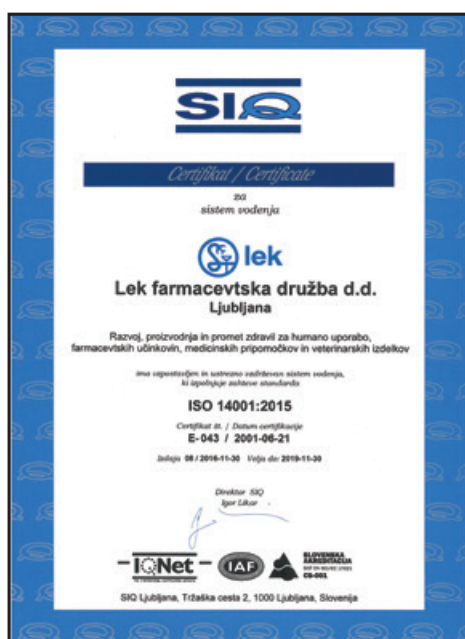 SIQ
Certifikat / Certificate
za
sistem vodenja
lek
Lek farmacevtska družba d.d.
Ljubljana
Razvoj, proizvodnja in promet zdravil za humano uporabo,
farmacevtskih učinkovin, medicinskih pripomočkov in veterinarskih izdelkov
ima vzpostavljen in ustrezno vzdrževan sistem vodenja,
ki izpolnjuje zahteve standarda
ISO 14001:2015
Certifikat št. / Datum certifikacije
E-043 / 2001-06-21
Izdaja 08 / 2016-11-30 Velja do: 2019-11-30
Direktor SIQ
Igor Likar
IQNet
IAF
SLOVENSKA
AKREDITACIJA
CS-001
SIQ Ljubljana, Tržaška cesta 2, 1000 Ljubljana, Slovenija